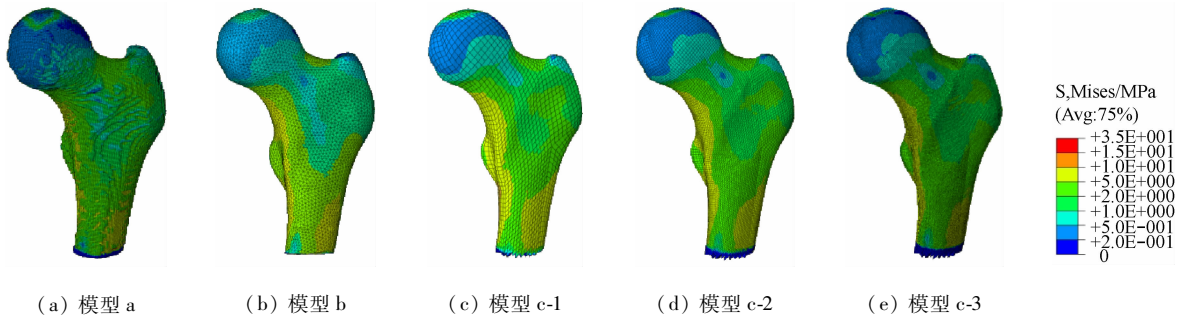 S,Mises/MPa
(Avg:75%)
+3.5E+001
+1.5E+001
+1.0E+001
+5.0E+000
+2.0E+000
+1.0E+000
+5.0E−001
+2.0E−001
0
(a) 模型 a
(b) 模型 b
(c) 模型 c-1
(d) 模型 c-2
(e) 模型 c-3